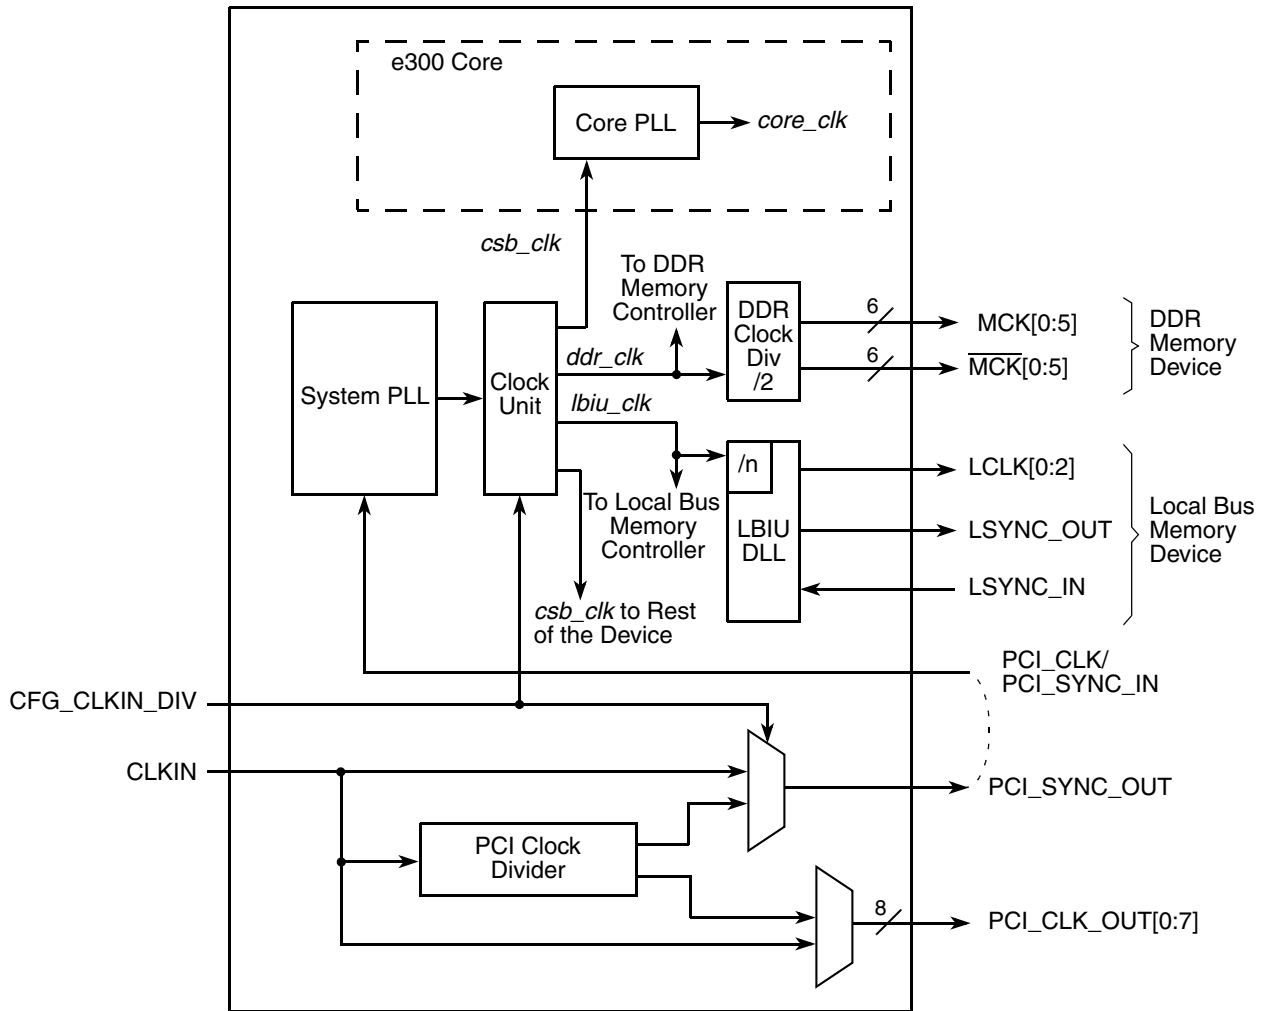 e300 Core
Core PLL
core_clk
csb_clk
To DDR
Memory
Controller
DDR
Clock
Div
/2
6
MCK[0:5]
6
M̅C̅K̅[0:5]
DDR
Memory
Device
System PLL
Clock
Unit
ddr_clk
lbiu_clk
/n
LBIU
DLL
To Local Bus
Memory
Controller
LCLK[0:2]
LSYNC_OUT
LSYNC_IN
Local Bus
Memory
Device
csb_clk to Rest
of the Device
PCI_CLK/
PCI_SYNC_IN
CFG_CLKIN_DIV
CLKIN
PCI_SYNC_OUT
PCI Clock
Divider
8
PCI_CLK_OUT[0:7]